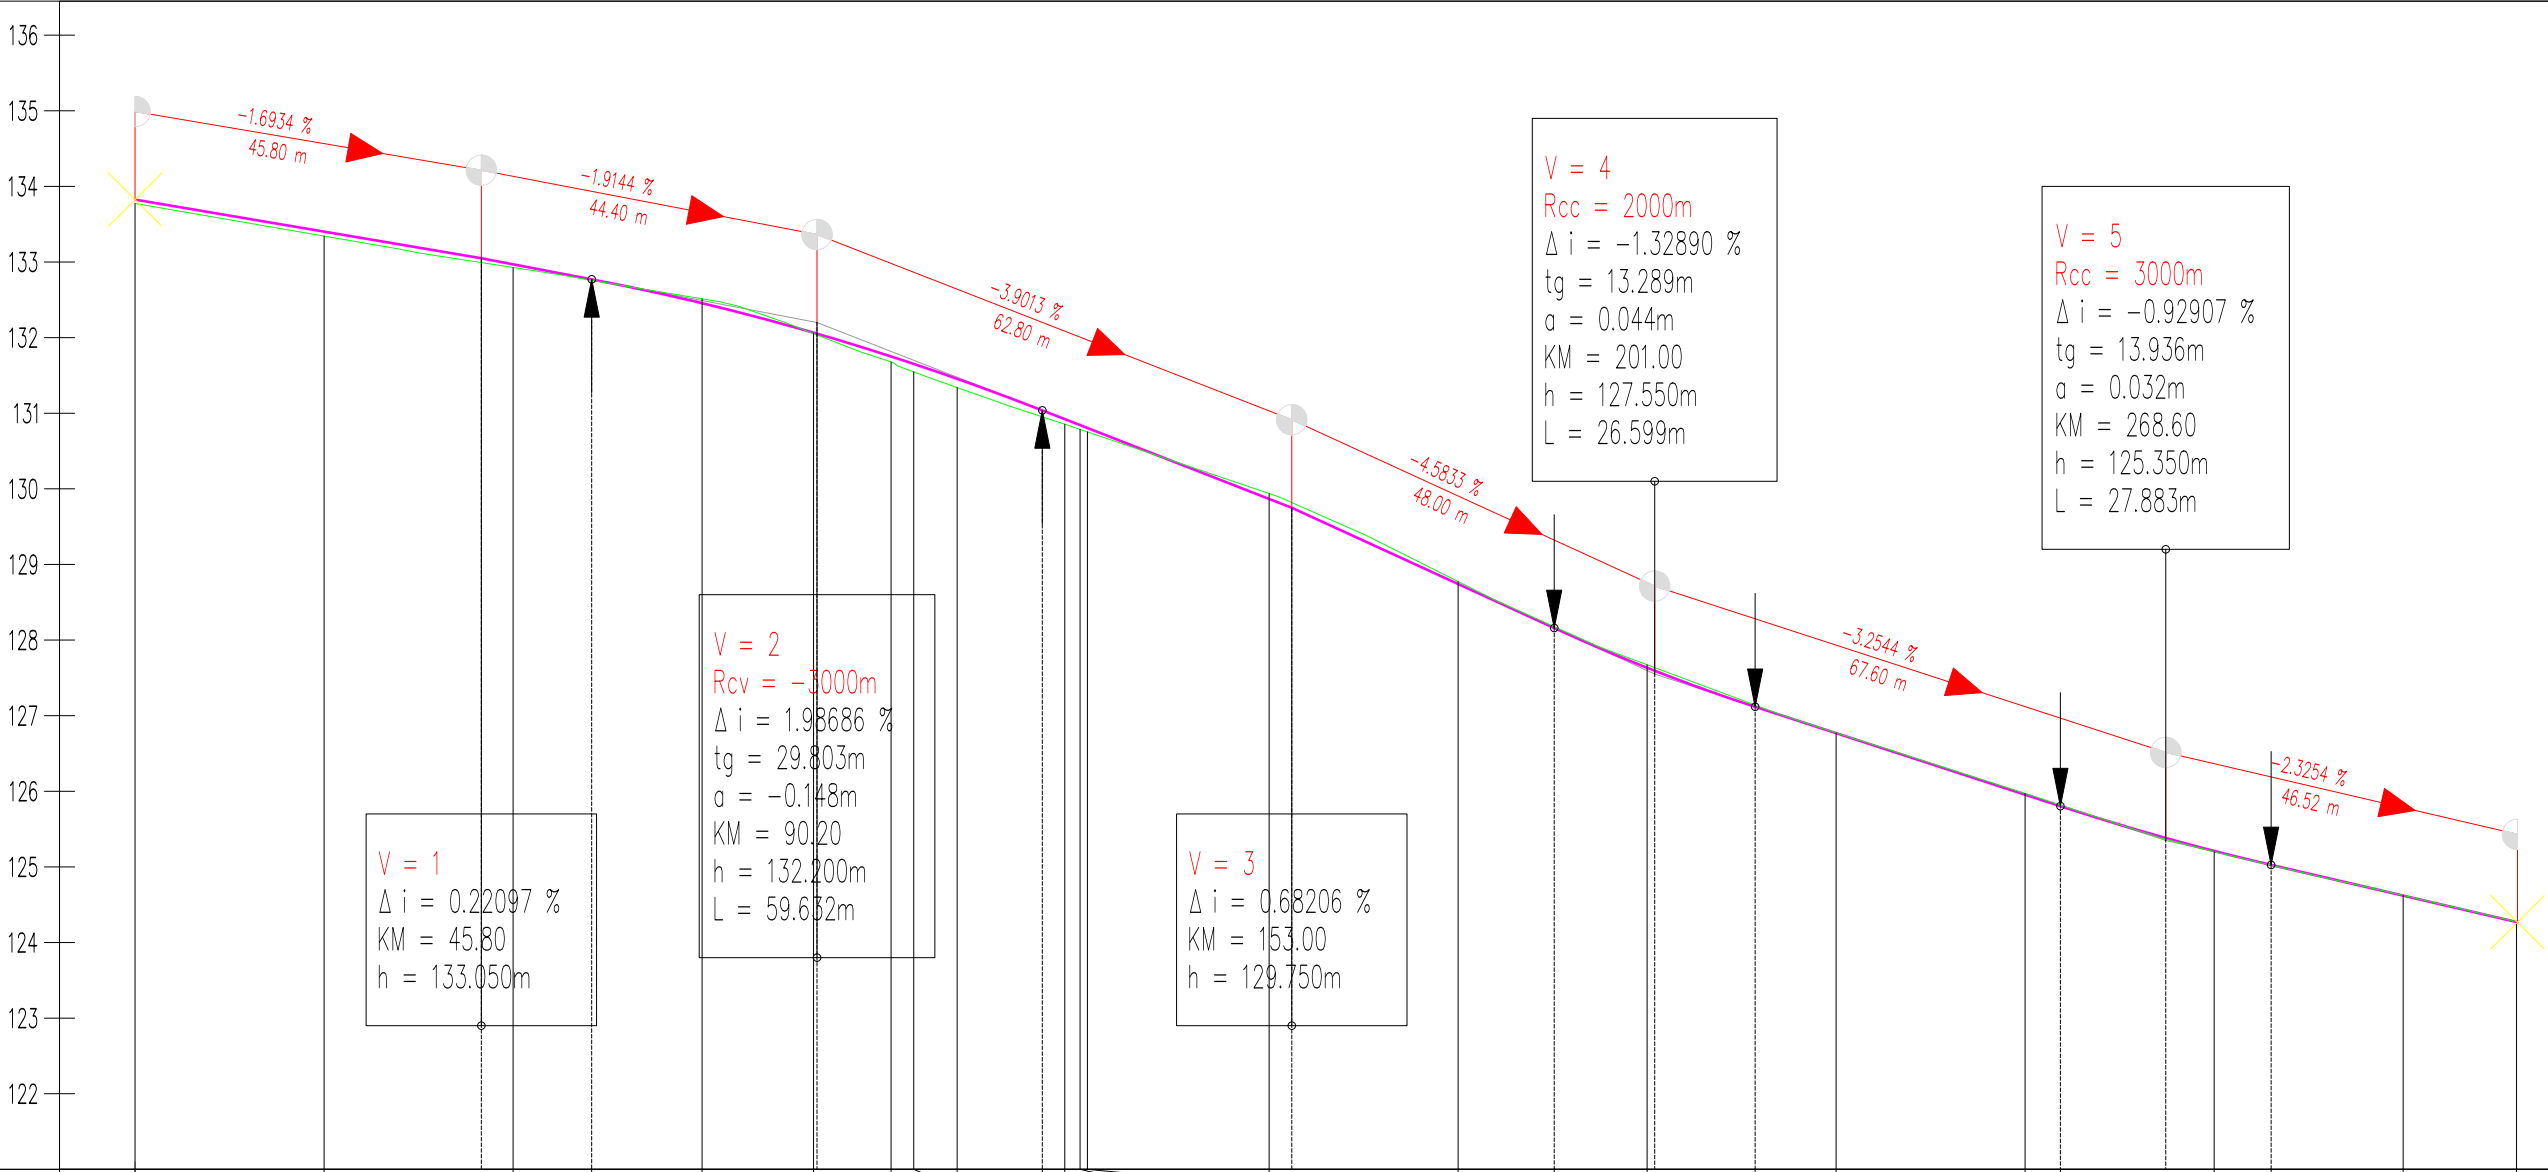 136
135
134
133
132
131
130
129
128
127
126
125
124
123
122
-1.6934 %
45.80 m
-1.9144 %
44.40 m
-3.9013 %
62.80 m
-4.5833 %
48.00 m
-3.2544 %
67.60 m
-2.3254 %
46.52 m
V = 1
Δ i = 0.22097 %
KM = 45.80
h = 133.050m
V = 2
Rcv = -3000m
Δ i = 1.98686 %
tg = 29.803m
a = -0.148m
KM = 90.20
h = 132.200m
L = 59.632m
V = 3
Δ i = 0.68206 %
KM = 153.00
h = 129.750m
V = 4
Rcc = 2000m
Δ i = -1.32890 %
tg = 13.289m
a = 0.044m
KM = 201.00
h = 127.550m
L = 26.599m
V = 5
Rcc = 3000m
Δ i = -0.92907 %
tg = 13.936m
a = 0.032m
KM = 268.60
h = 125.350m
L = 27.883m